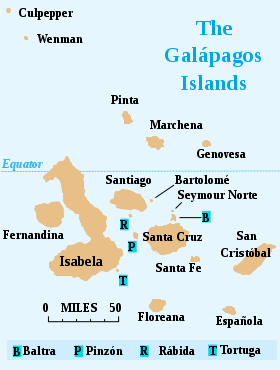 Culpepper
Wenman
The
Galápagos
Islands
Pinta
Marchena
Genovesa
Equator
Santiago
Bartolomé
Seymour Norte
R
B
P
Fernandina
Santa Cruz
San
Cristóbal
Isabela
Santa Fe
T
0 MILES 50
Floreana
Española
B Baltra P Pinzón R Rábida T Tortuga